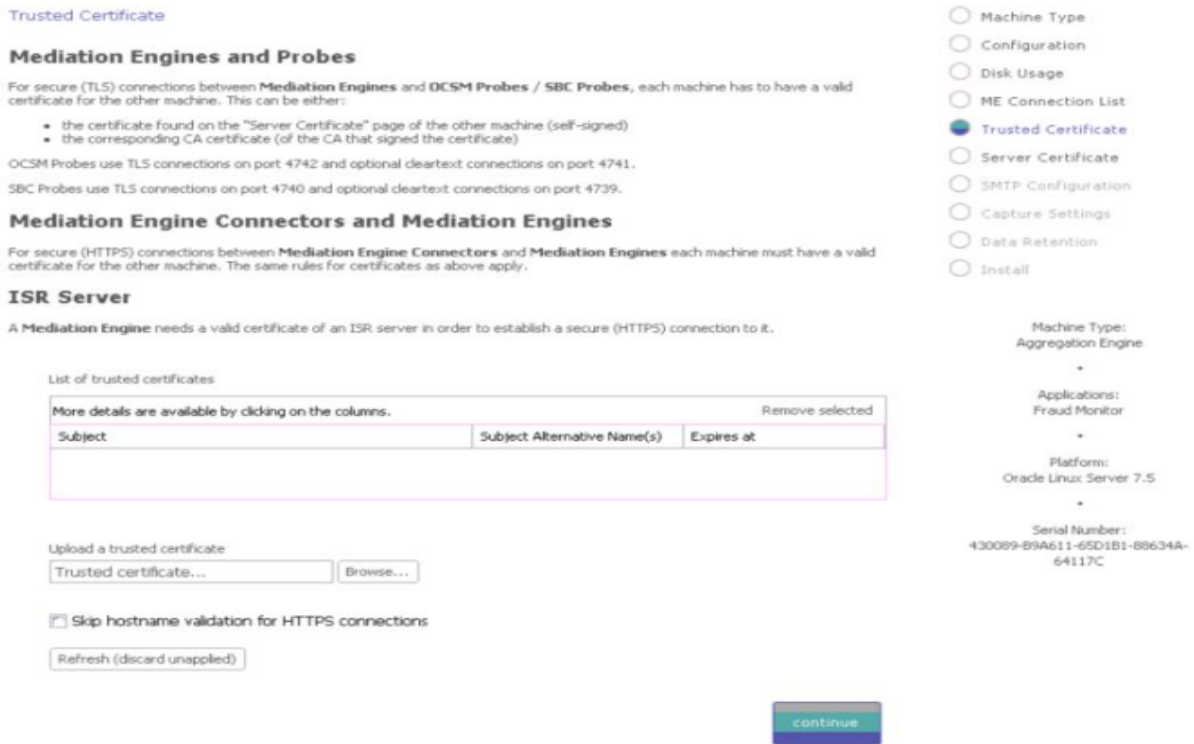 Trusted Certificate
Mediation Engines and Probes
For secure (TLS) connections between Mediation Engines and OCSM Probes / SBC Probes, each machine has to have a valid
certificate for the other machine. This can be either:
• the certificate found on the "Server Certificate" page of the other machine (self-signed)
• the corresponding CA certificate (of the CA that signed the certificate)
OCSM Probes use TLS connections on port 4742 and optional cleartext connections on port 4741.
SBC Probes use TLS connections on port 4740 and optional cleartext connections on port 4739.
Mediation Engine Connectors and Mediation Engines
For secure (HTTPS) connections between Mediation Engine Connectors and Mediation Engines each machine must have a valid
certificate for the other machine. The same rules for certificates as above apply.
ISR Server
A Mediation Engine needs a valid certificate of an ISR server in order to establish a secure (HTTPS) connection to it.
List of trusted certificates
More details are available by clicking on the columns. Remove selected
Subject Subject Alternative Name(s) Expires at
Upload a trusted certificate
Trusted certificate... Browse...
Skip hostname validation for HTTPS connections
Refresh (discard unapplied)
continue
Machine Type
Configuration
Disk Usage
ME Connection List
Trusted Certificate
Server Certificate
SMTP Configuration
Capture Settings
Data Retention
Install
Machine Type:
Aggregation Engine
Applications:
Fraud Monitor
Platform:
Oracle Linux Server 7.5
Serial Number:
430089-B9A611-65D1B1-88634A-
64117C